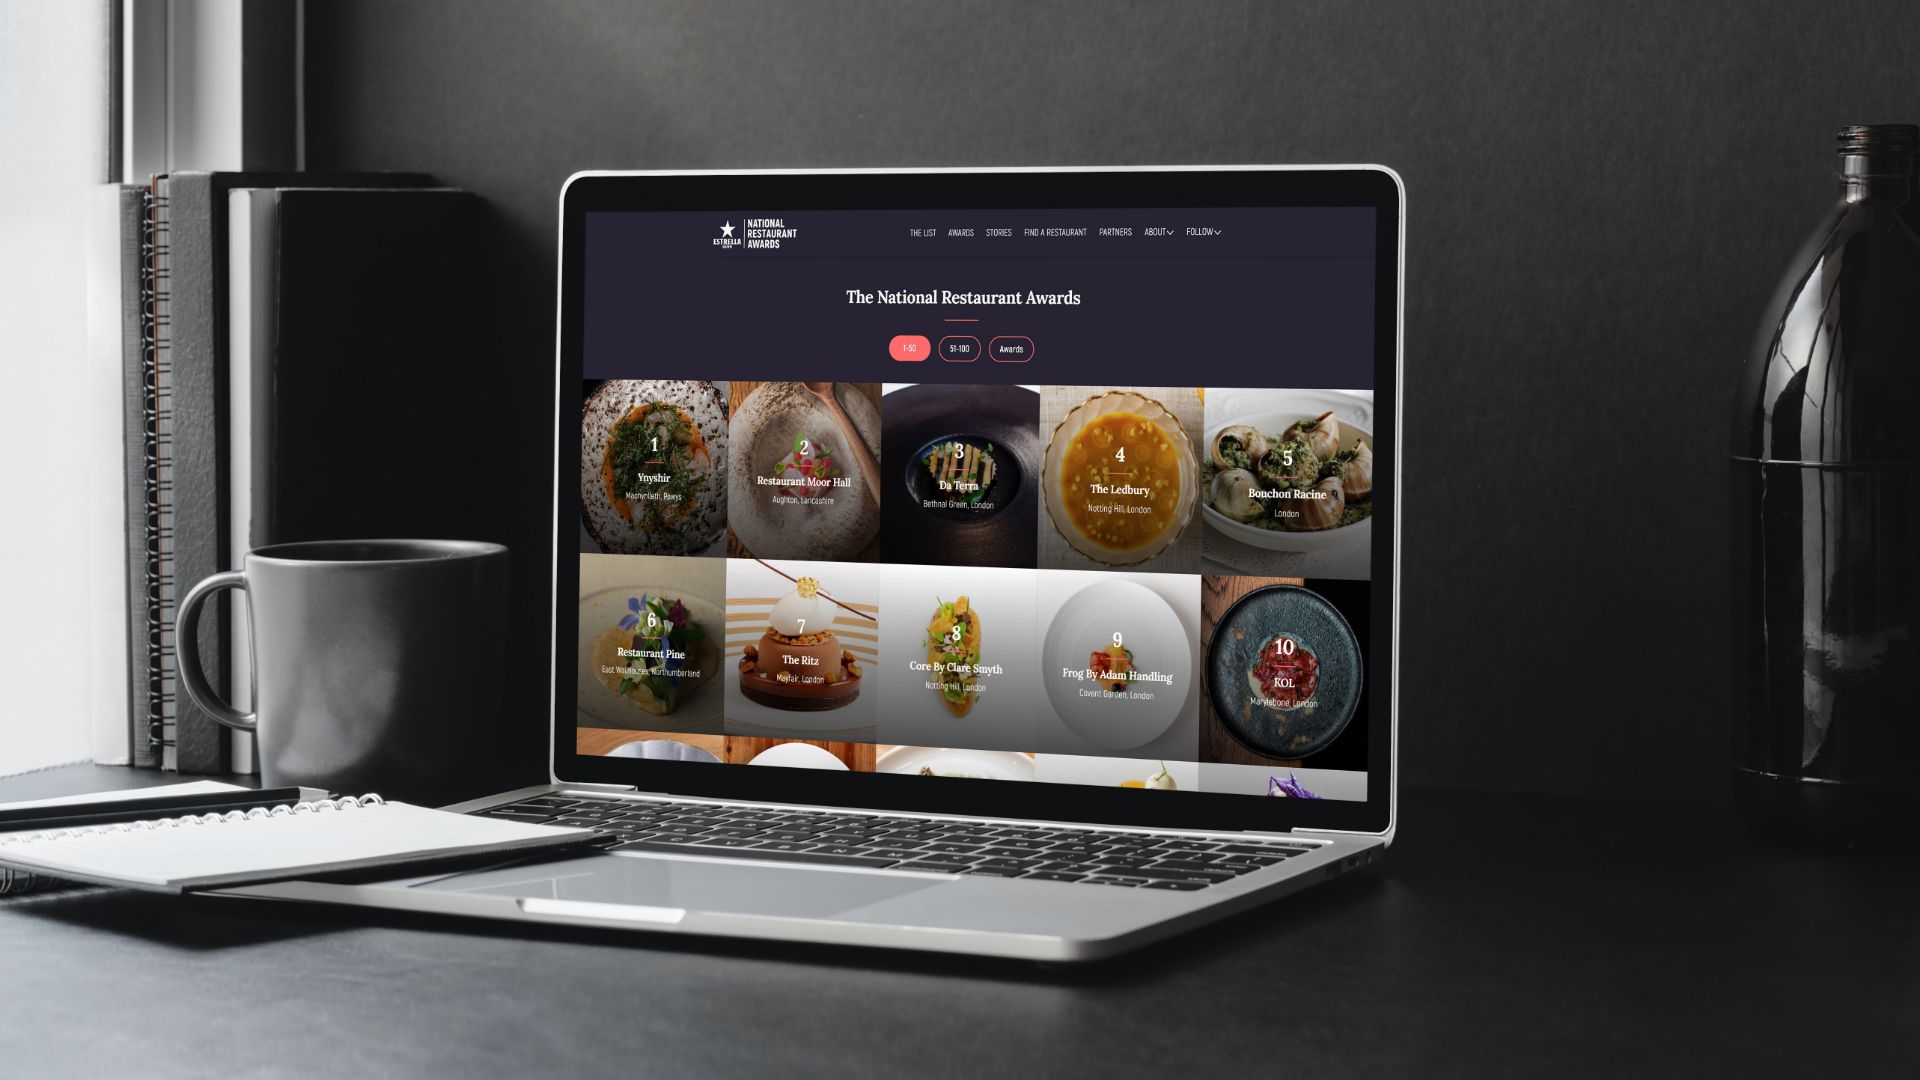 ESTRELLA
NATIONAL
RESTAURANT
AWARDS
THE LIST AWARDS STORIES FIND A RESTAURANT PARTNERS ABOUT FOLLOW
The National Restaurant Awards
1-50 51-100 Awards
1
Ynyshir
Machynlleth, Powys
2
Restaurant Moor Hall
Aughton, Lancashire
3
Da Terra
Bethnal Green, London
4
The Ledbury
Notting Hill, London
5
Bouchon Racine
London
6
Restaurant Pine
East Wallhouses, Northumberland
7
The Ritz
Mayfair, London
8
Core By Clare Smyth
Notting Hill, London
9
Frog By Adam Handling
Covent Garden, London
10
KOL
Marylebone, London